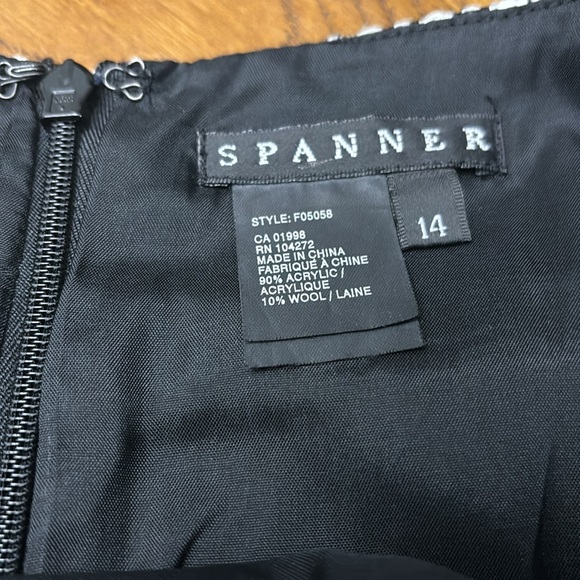 SPANNER
14
STYLE: F05058
CA 01998
RN 104272
MADE IN CHINA
FABRIQUÉ À CHINE
90% ACRYLIC /
ACRYLIQUE
10% WOOL / LAINE